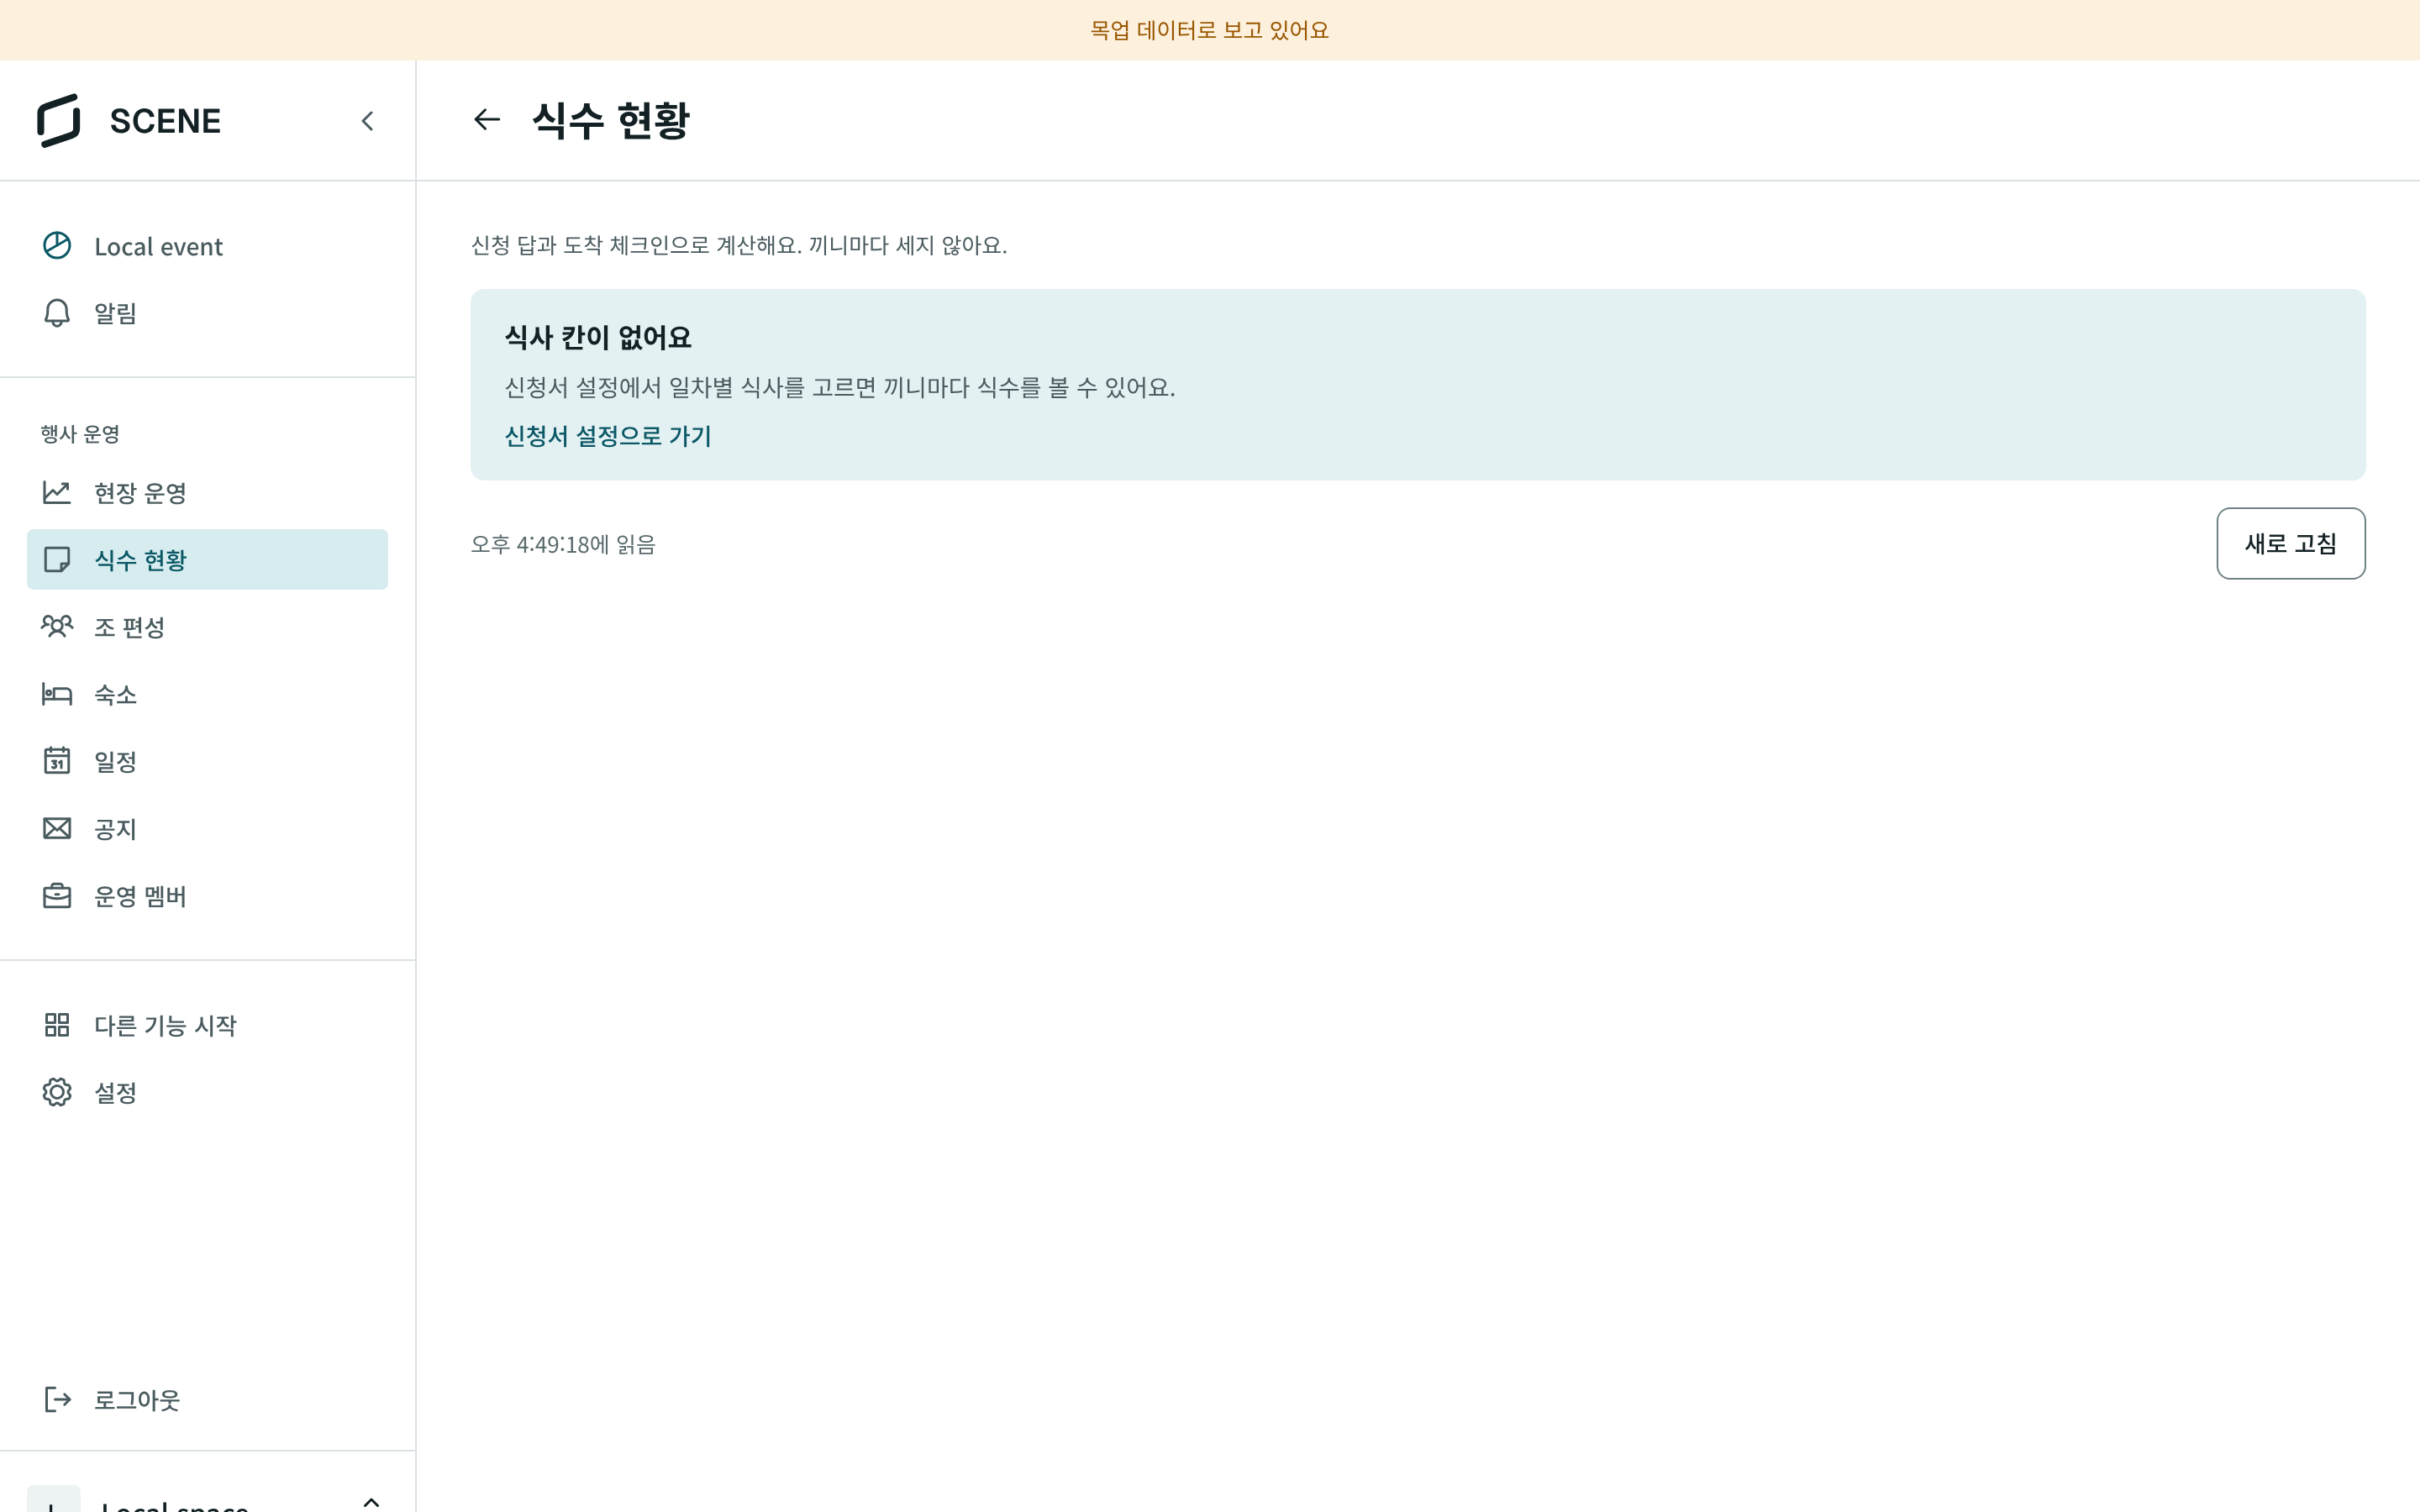 목업 데이터로 보고 있어요
SCENE
식수 현황
Local event
알림
행사 운영
현장 운영
식수 현황
조 편성
숙소
31
일정
공지
운영 멤버
다른 기능 시작
설정
로그아웃
Local space
신청 답과 도착 체크인으로 계산해요. 끼니마다 세지 않아요.
식사 칸이 없어요
신청서 설정에서 일차별 식사를 고르면 끼니마다 식수를 볼 수 있어요.
신청서 설정으로 가기
오후 4:49:18에 읽음
새로 고침